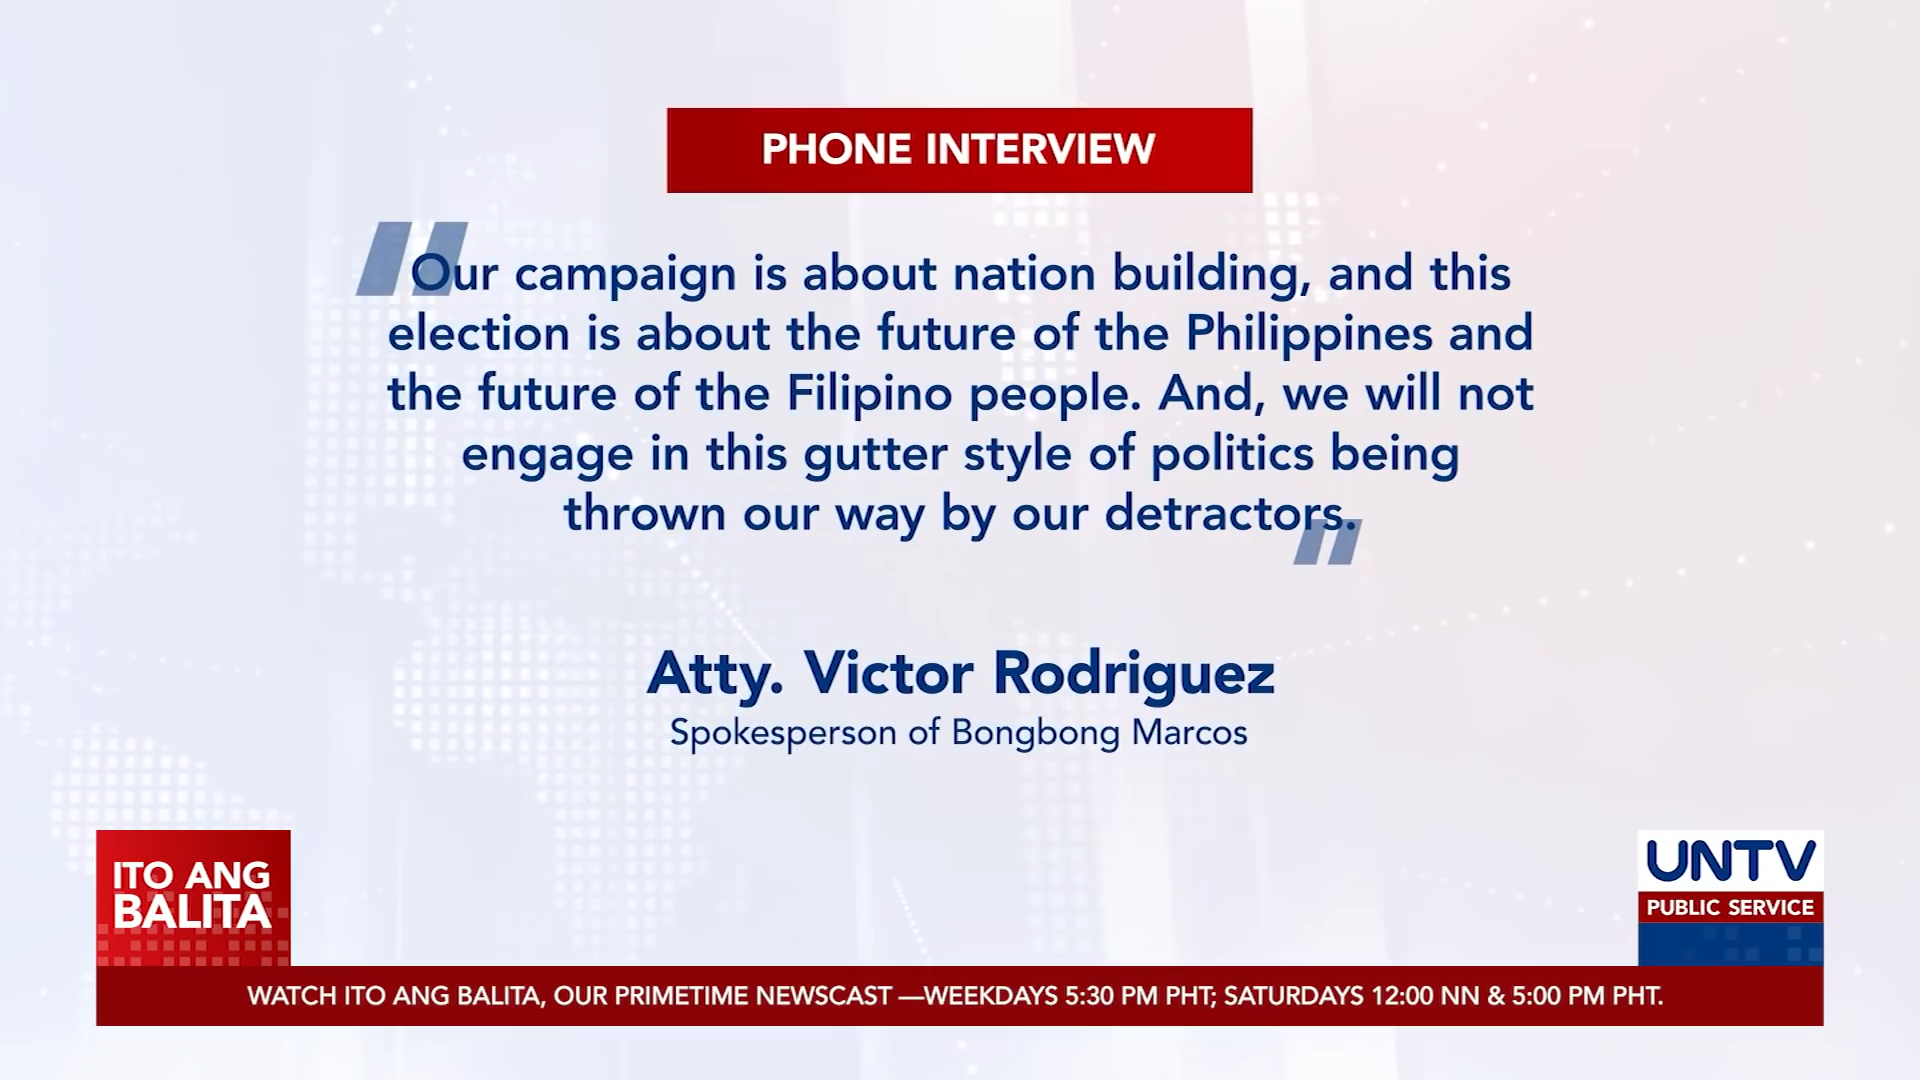 PHONE INTERVIEW
"Our campaign is about nation building, and this
election is about the future of the Philippines and
the future of the Filipino people. And, we will not
engage in this gutter style of politics being
thrown our way by our detractors."
Atty. Victor Rodriguez
Spokesperson of Bongbong Marcos
ITO ANG
BALITA
UNTV
PUBLIC SERVICE
WATCH ITO ANG BALITA, OUR PRIMETIME NEWSCAST —WEEKDAYS 5:30 PM PHT; SATURDAYS 12:00 NN & 5:00 PM PHT.